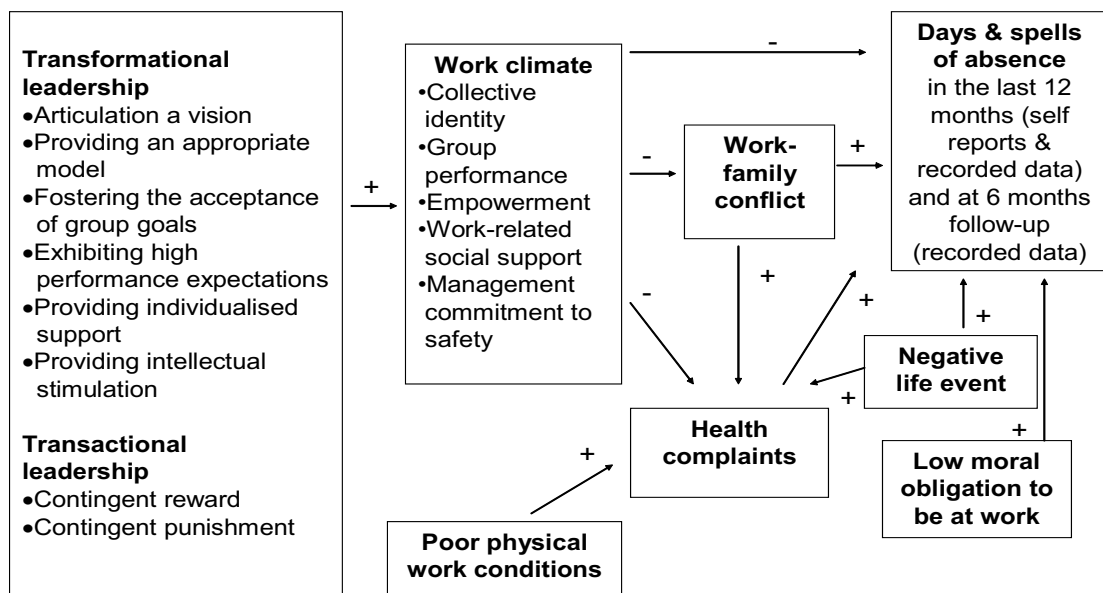 Transformational
leadership
•Articulation a vision
•Providing an appropriate
model
•Fostering the acceptance
of group goals
•Exhibiting high
performance expectations
•Providing individualised
support
•Providing intellectual
stimulation
Transactional
leadership
•Contingent reward
•Contingent punishment
+
Work climate
•Collective
identity
•Group
performance
•Empowerment
•Work-related
social support
•Management
commitment to
safety
-
-
-
Work-
family
conflict
+
+
Days & spells
of absence
in the last 12
months (self
reports &
recorded data)
and at 6 months
follow-up
(recorded data)
+
+
Negative
life event
+
Health
complaints
+
Low moral
obligation to
be at work
+
Poor physical
work conditions